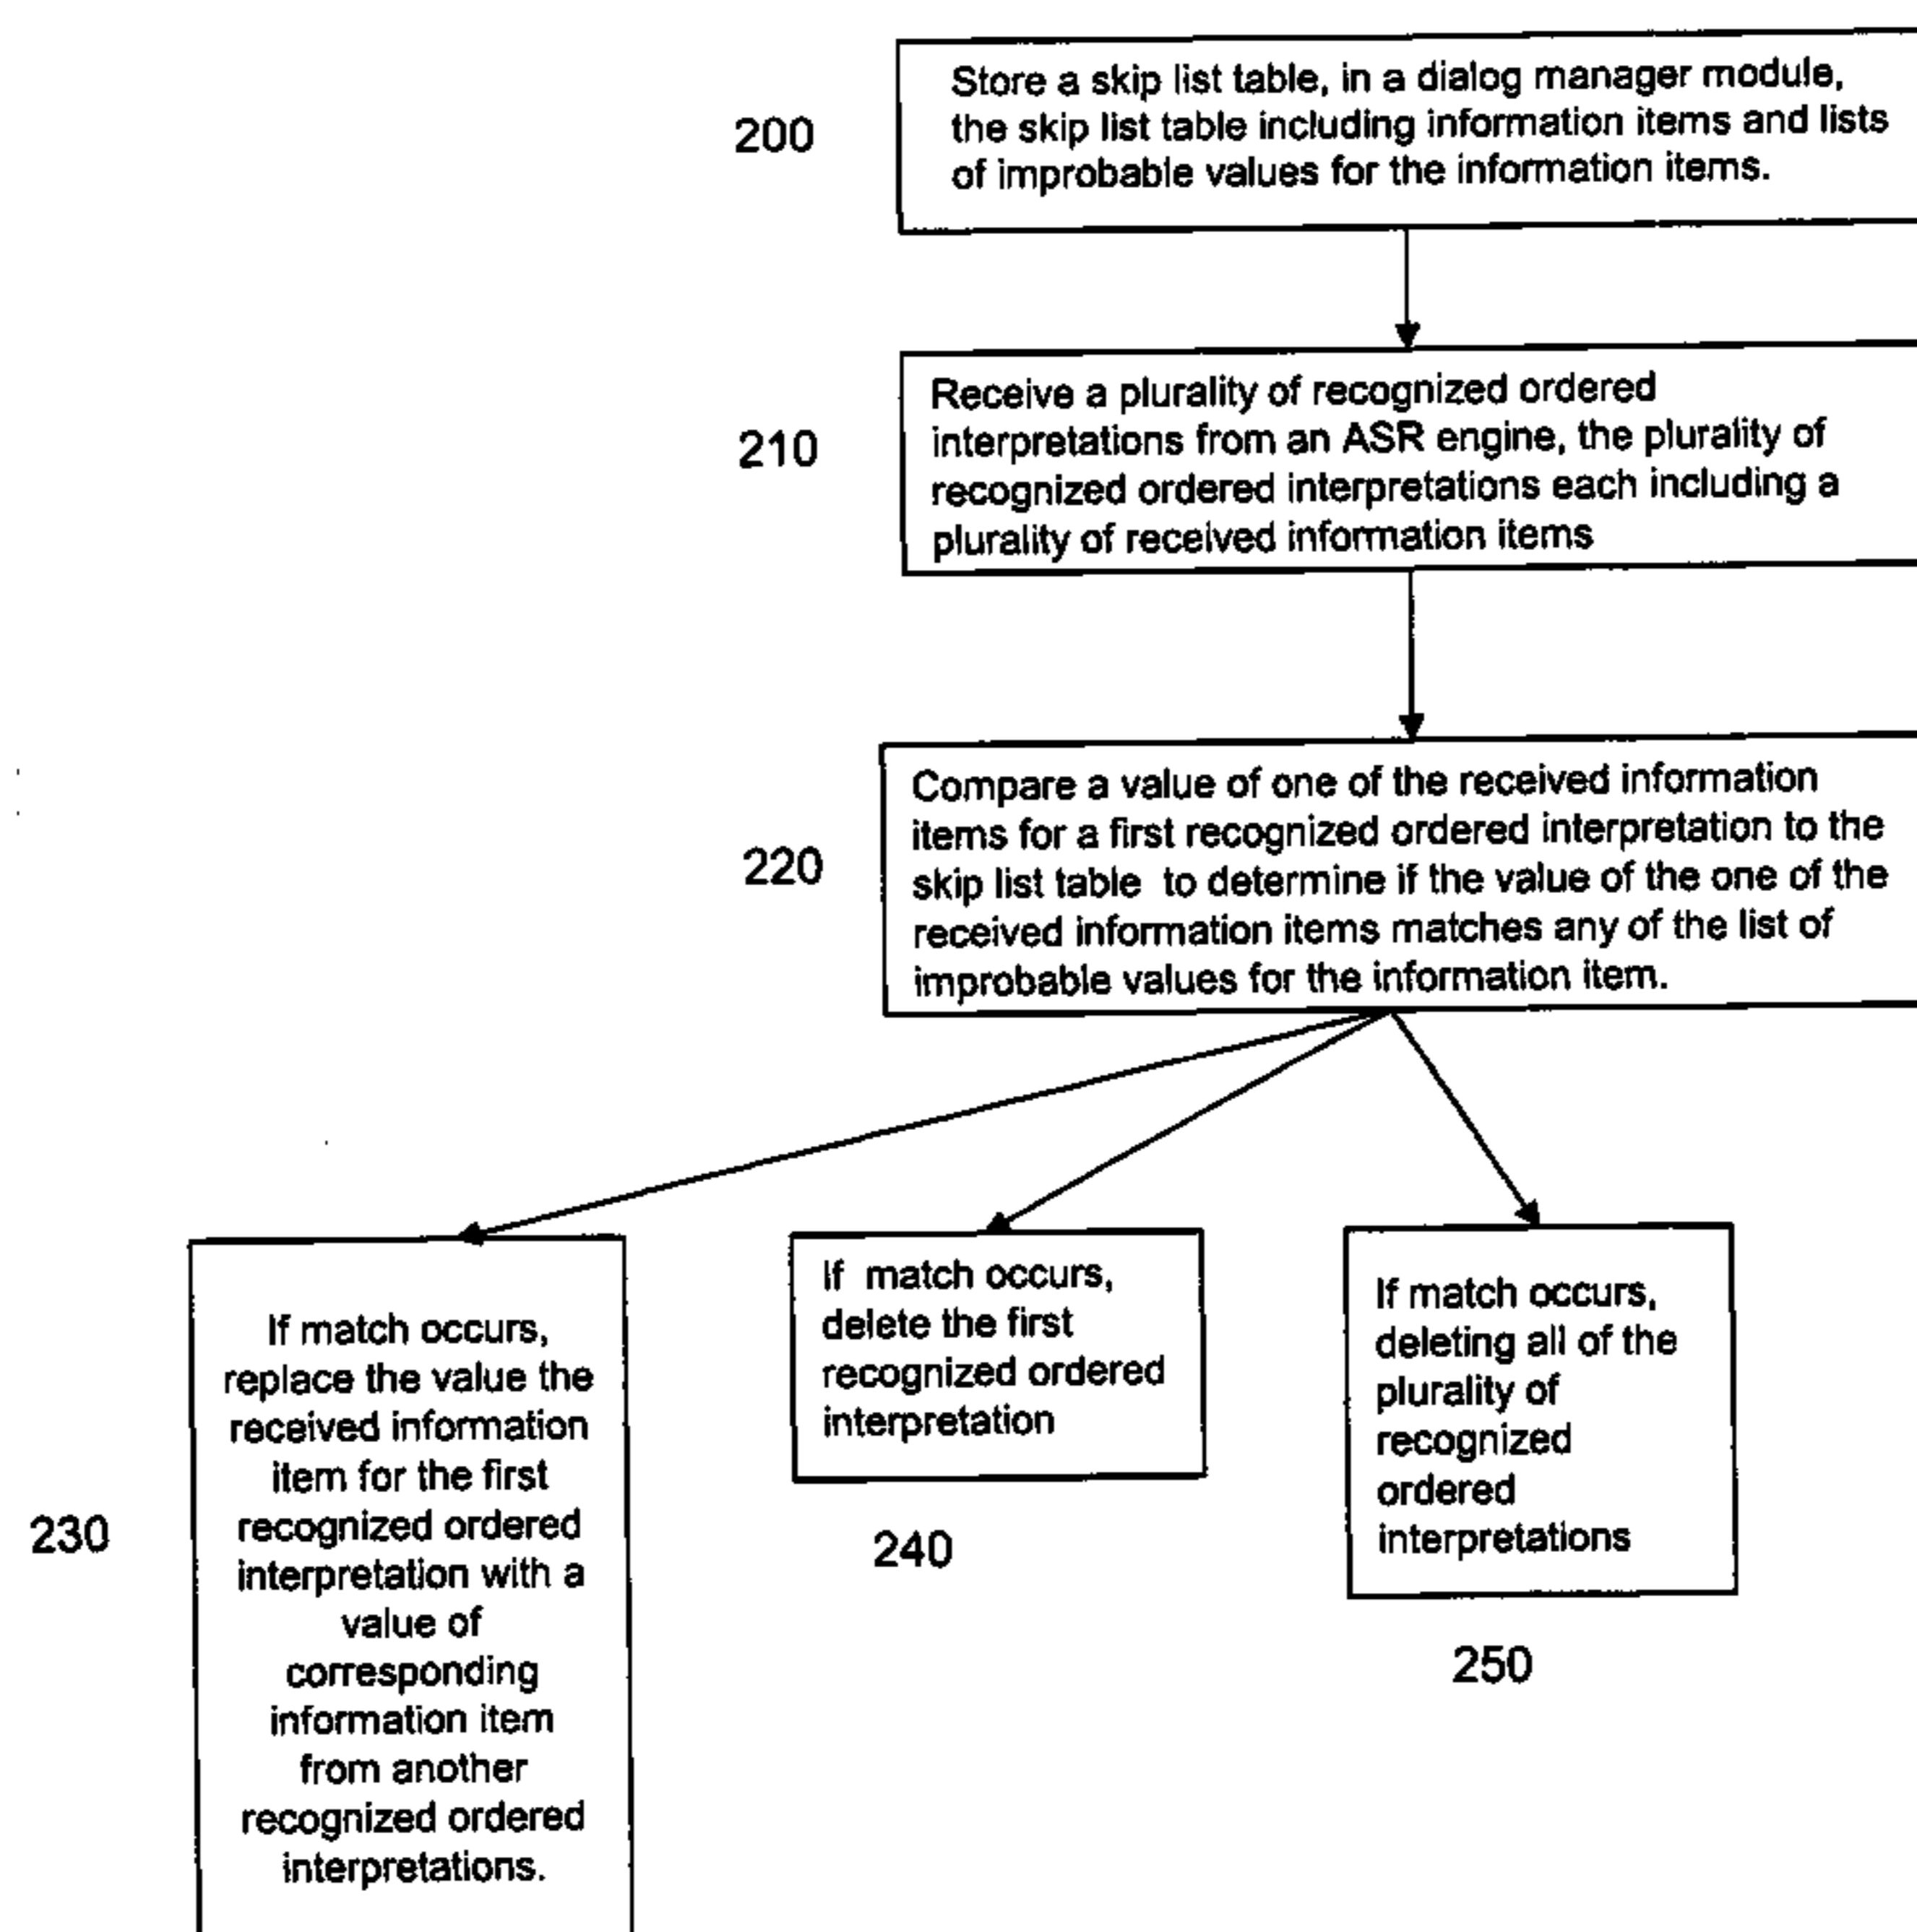 Store a skip list table, in a dialog manager module,
the skip list table including information items and lists
of improbable values for the information items.
200
Receive a plurality of recognized ordered
interpretations from an ASR engine, the plurality of
recognized ordered interpretations each including a
plurality of received information items
210
Compare a value of one of the received information
items for a first recognized ordered interpretation to the
skip list table to determine if the value of the one of the
received information items matches any of the list of
improbable values for the information item.
220
If match occurs,
replace the value the
received information
item for the first
recognized ordered
interpretation with a
value of
corresponding
information item
from another
recognized ordered
interpretations.
230
If match occurs,
delete the first
recognized ordered
interpretation
240
If match occurs,
deleting all of the
plurality of
recognized
ordered
interpretations
250